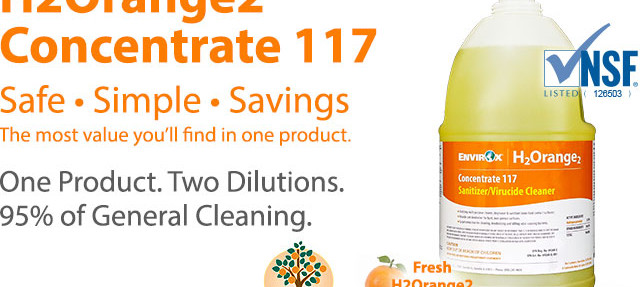 H2Orange2
Concentrate 117
Safe • Simple • Savings
The most value you'll find in one product.
One Product. Two Dilutions.
95% of General Cleaning.
NSF®
LISTED ( 126503 )
ENVIROX H2Orange2
Concentrate 117
Sanitizer/Virucide Cleaner
CAUTION
Fresh
H2Orange2